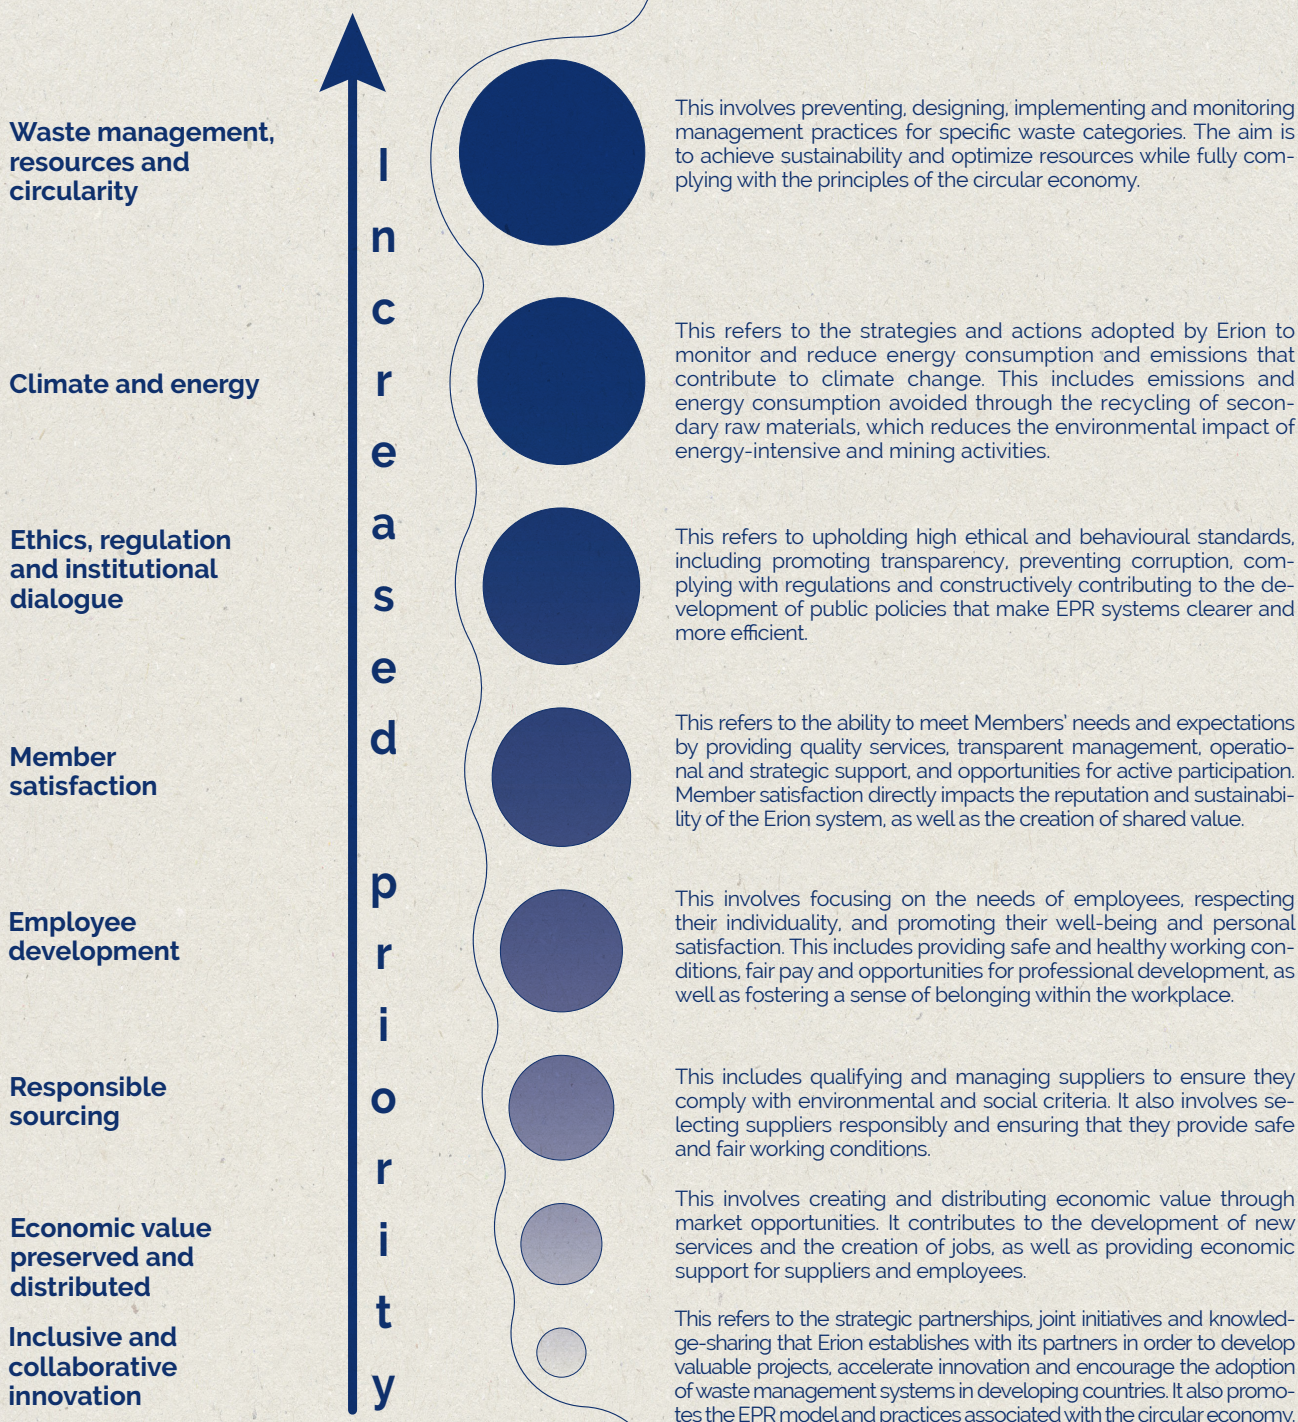 Waste management,
resources and
circularity
This involves preventing, designing, implementing and monitoring
management practices for specific waste categories. The aim is
to achieve sustainability and optimize resources while fully com-
plying with the principles of the circular economy.
Climate and energy
This refers to the strategies and actions adopted by Erion to
monitor and reduce energy consumption and emissions that
contribute to climate change. This includes emissions and
energy consumption avoided through the recycling of secon-
dary raw materials, which reduces the environmental impact of
energy-intensive and mining activities.
Ethics, regulation
and institutional
dialogue
This refers to upholding high ethical and behavioural standards,
including promoting transparency, preventing corruption, com-
plying with regulations and constructively contributing to the de-
velopment of public policies that make EPR systems clearer and
more efficient.
Member
satisfaction
This refers to the ability to meet Members' needs and expectations
by providing quality services, transparent management, operatio-
nal and strategic support, and opportunities for active participation.
Member satisfaction directly impacts the reputation and sustainabi-
lity of the Erion system, as well as the creation of shared value.
Employee
development
This involves focusing on the needs of employees, respecting
their individuality, and promoting their well-being and personal
satisfaction. This includes providing safe and healthy working con-
ditions, fair pay and opportunities for professional development, as
well as fostering a sense of belonging within the workplace.
Responsible
sourcing
This includes qualifying and managing suppliers to ensure they
comply with environmental and social criteria. It also involves se-
lecting suppliers responsibly and ensuring that they provide safe
and fair working conditions.
Economic value
preserved and
distributed
This involves creating and distributing economic value through
market opportunities. It contributes to the development of new
services and the creation of jobs, as well as providing economic
support for suppliers and employees.
Inclusive and
collaborative
innovation
This refers to the strategic partnerships, joint initiatives and knowled-
ge-sharing that Erion establishes with its partners in order to develop
valuable projects, accelerate innovation and encourage the adoption
of waste management systems in developing countries. It also promo-
tes the EPR model and practices associated with the circular economy.
Increased priority